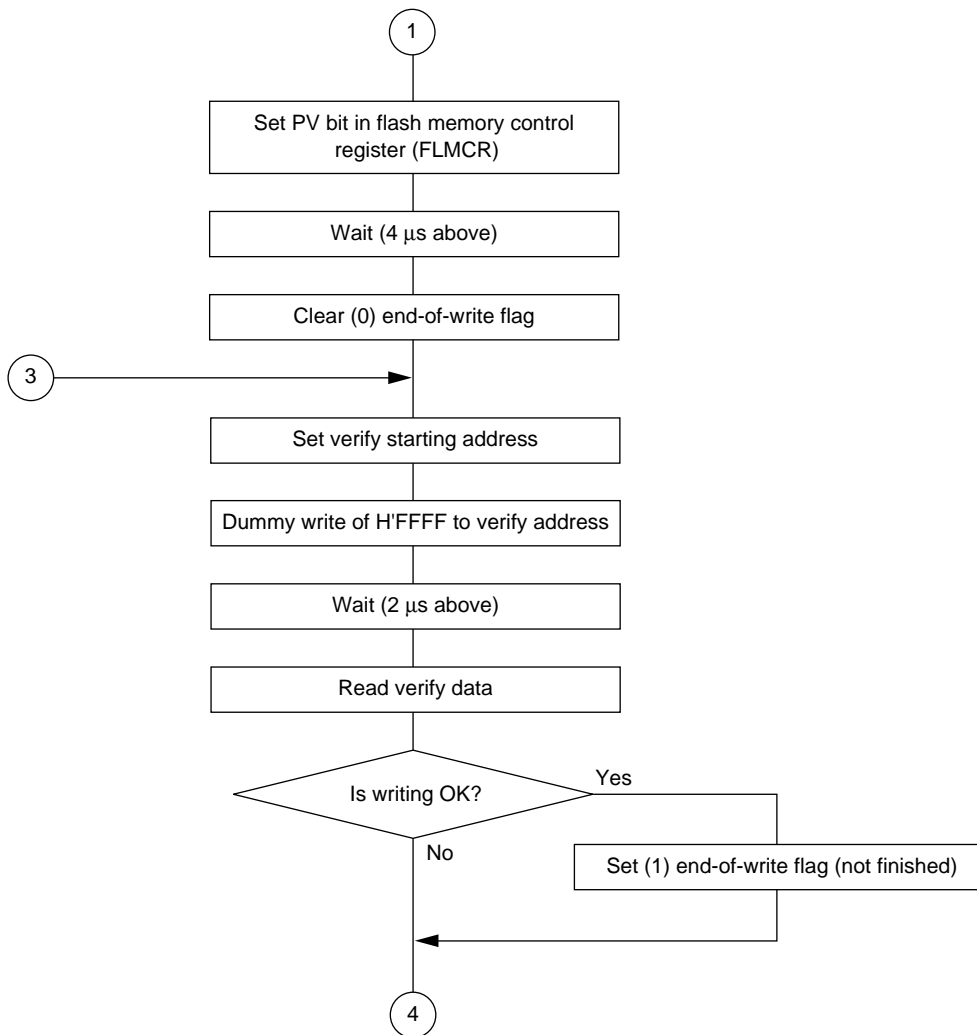 1
Set PV bit in flash memory control
register (FLMCR)
Wait (4 μs above)
Clear (0) end-of-write flag
3
Set verify starting address
Dummy write of H'FFFF to verify address
Wait (2 μs above)
Read verify data
Is writing OK?
Yes
No
Set (1) end-of-write flag (not finished)
4